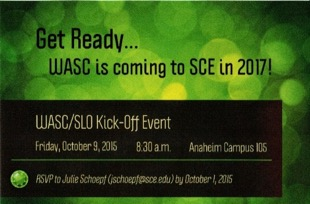 Get Ready...
WASC is coming to SCE in 2017!
WASC/SLO Kick-Off Event
Friday, October 9, 2015 8:30 a.m. Anaheim Campus 105
RSVP to Julie Schoepf (jschoepf@sce.edu) by October 1, 2015